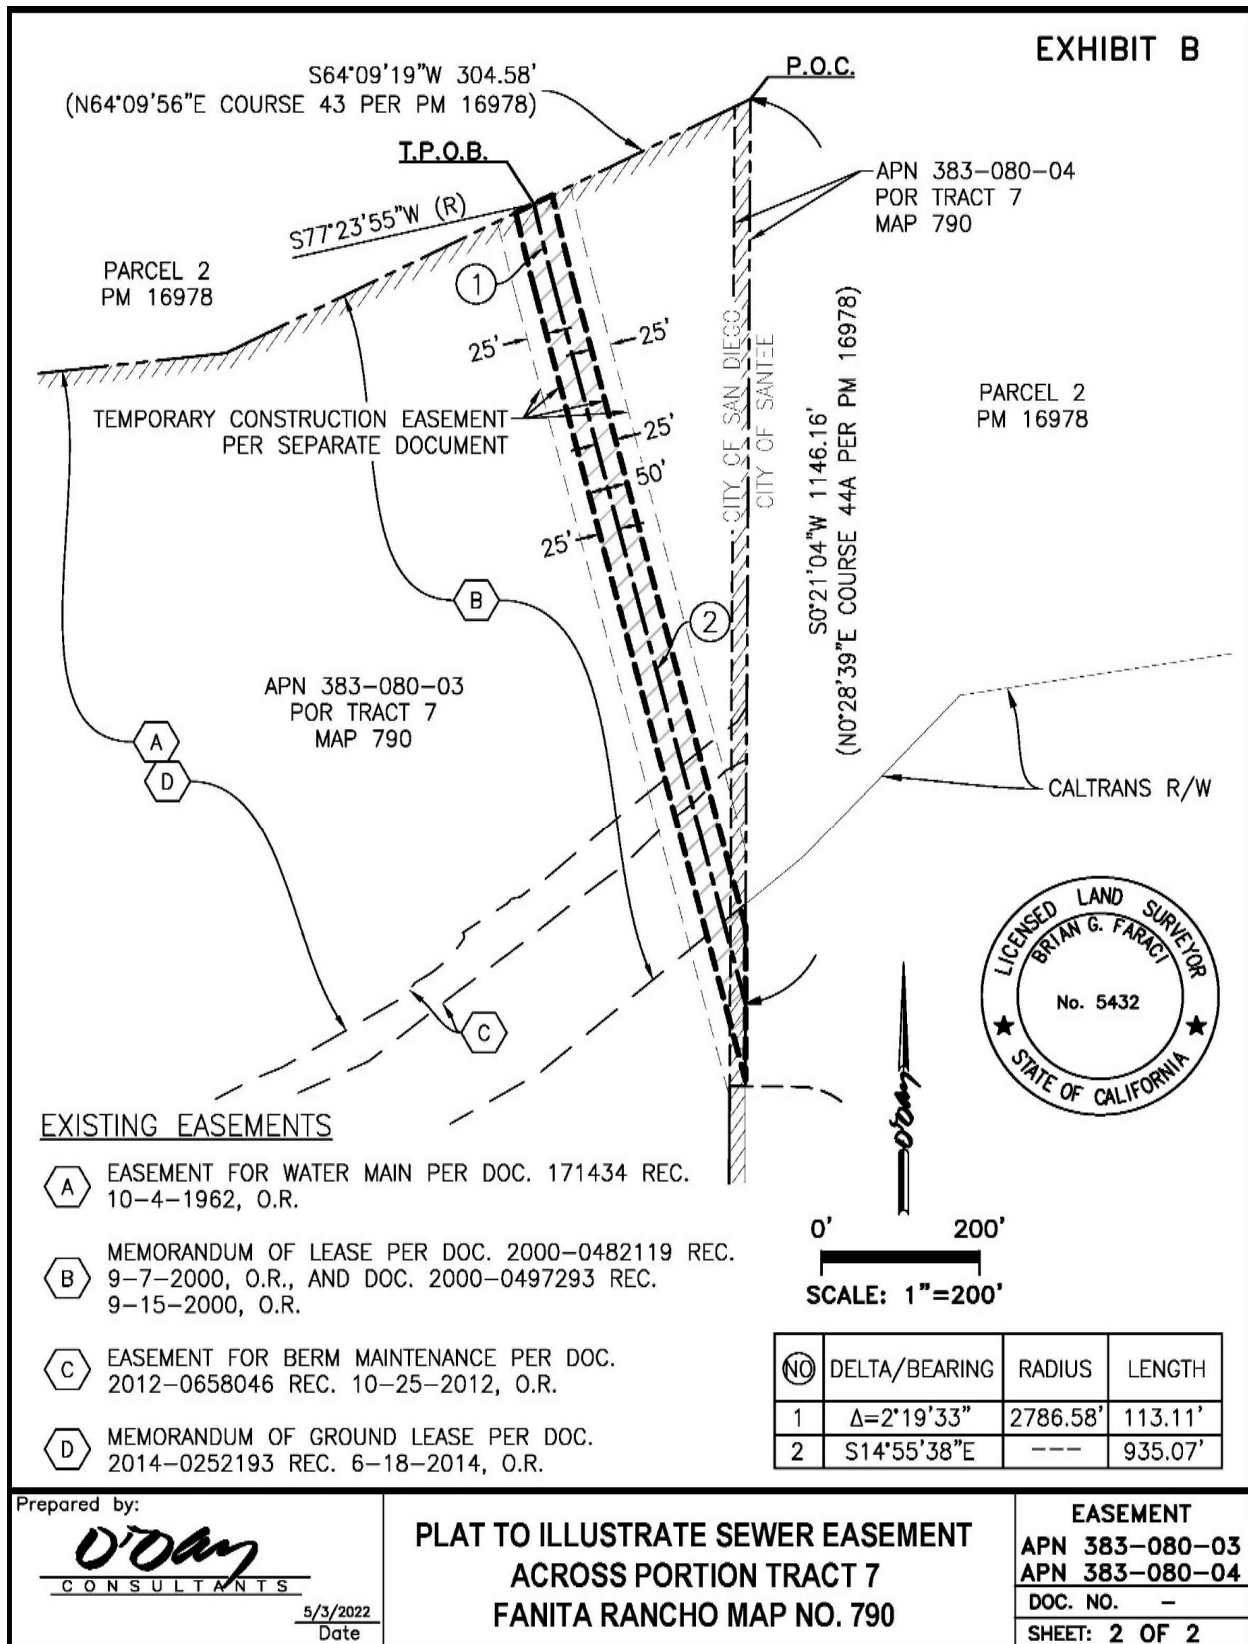 EXHIBIT B
S64°09'19"W 304.58'
(N64°09'56"E COURSE 43 PER PM 16978)
P.O.C.
T.P.O.B.
S77°23'55"W (R)
APN 383-080-04
POR TRACT 7
MAP 790
PARCEL 2
PM 16978
1
25'
25'
TEMPORARY CONSTRUCTION EASEMENT
PER SEPARATE DOCUMENT
25'
50'
25'
CITY OF SAN DIEGO
CITY OF SANTEE
S0°21'04"W 1146.16'
(N0°28'39"E COURSE 44A PER PM 16978)
PARCEL 2
PM 16978
B
2
APN 383-080-03
POR TRACT 7
MAP 790
A
D
CALTRANS R/W
C
LICENSED LAND SURVEYOR
BRIAN G. FARACI
No. 5432
STATE OF CALIFORNIA
O'Day
EXISTING EASEMENTS
A EASEMENT FOR WATER MAIN PER DOC. 171434 REC.
10-4-1962, O.R.
B MEMORANDUM OF LEASE PER DOC. 2000-0482119 REC.
9-7-2000, O.R., AND DOC. 2000-0497293 REC.
9-15-2000, O.R.
C EASEMENT FOR BERM MAINTENANCE PER DOC.
2012-0658046 REC. 10-25-2012, O.R.
D MEMORANDUM OF GROUND LEASE PER DOC.
2014-0252193 REC. 6-18-2014, O.R.
0' 200'
SCALE: 1"=200'
NO DELTA/BEARING RADIUS LENGTH
1 Δ=2°19'33" 2786.58' 113.11'
2 S14°55'38"E --- 935.07'
Prepared by:
O'Day
CONSULTANTS
5/3/2022
Date
PLAT TO ILLUSTRATE SEWER EASEMENT
ACROSS PORTION TRACT 7
FANITA RANCHO MAP NO. 790
EASEMENT
APN 383-080-03
APN 383-080-04
DOC. NO. -
SHEET: 2 OF 2